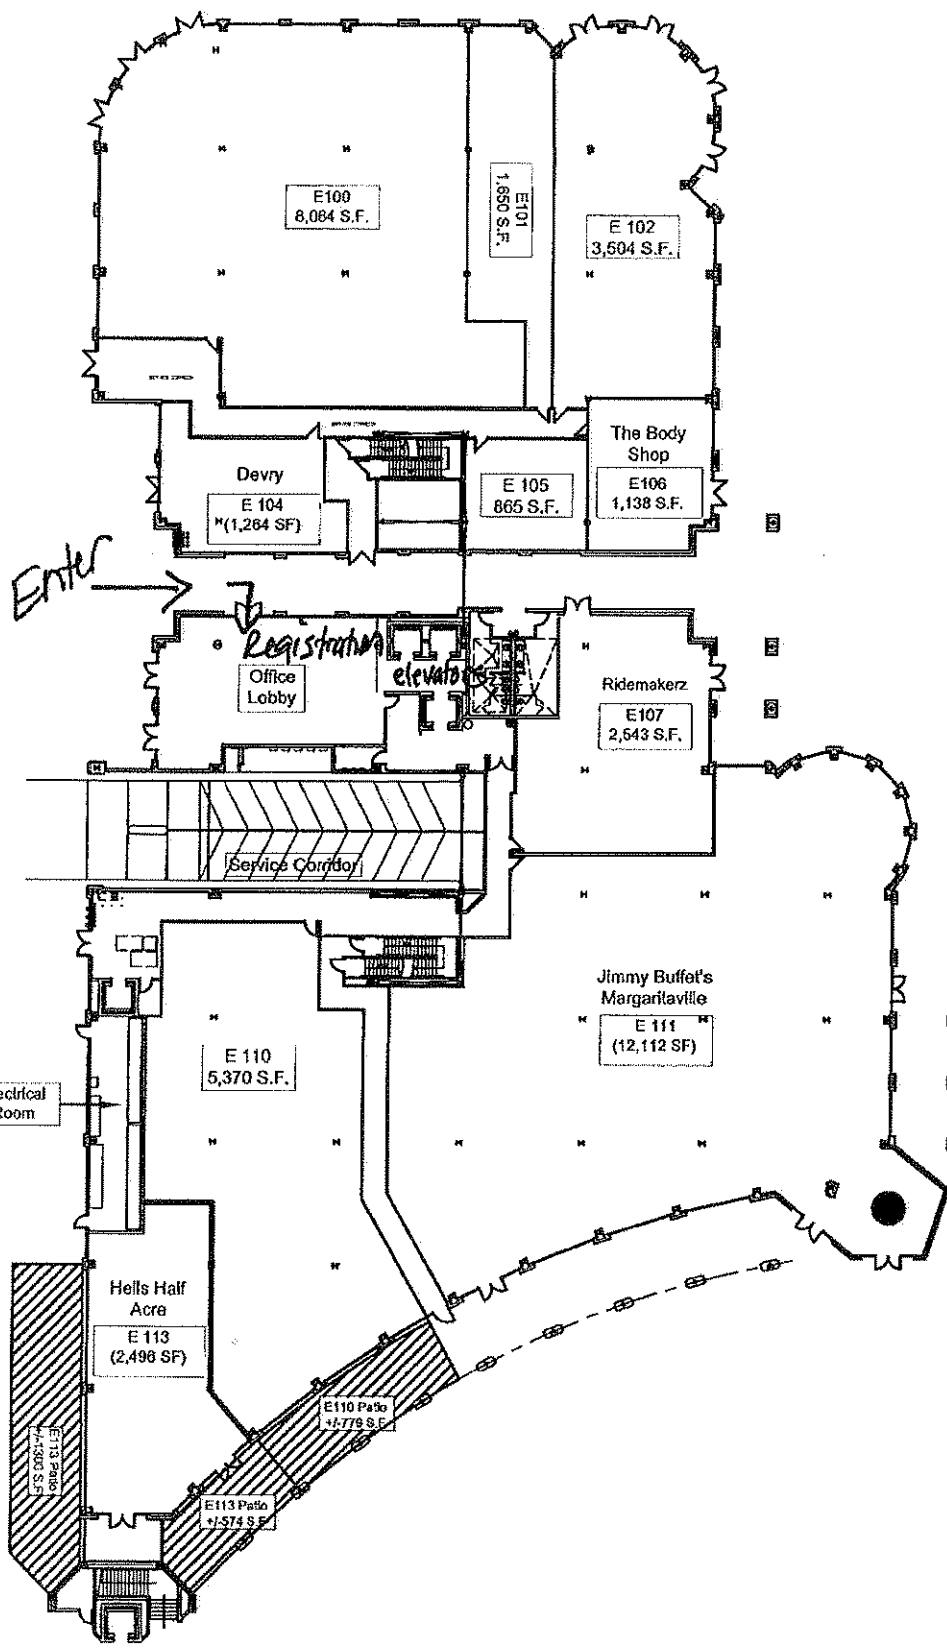 E100
8,084 S.F.
E101
1,650 S.F.
E 102
3,504 S.F.
The Body
Shop
E106
1,138 S.F.
Devry
E 104
(1,264 SF)
E 105
865 S.F.
Enter
Registration
Office
Lobby
elevators
Ridemakerz
E107
2,543 S.F.
Service Corridor
Jimmy Buffet's
Margaritaville
E 111
(12,112 SF)
E 110
5,370 S.F.
ectrical
Room
Hells Half
Acre
E 113
(2,496 SF)
E110 Patio
+/-779 S.F.
E113 Patio
+/-1300 S.F.
E113 Patio
+/-574 S.F.